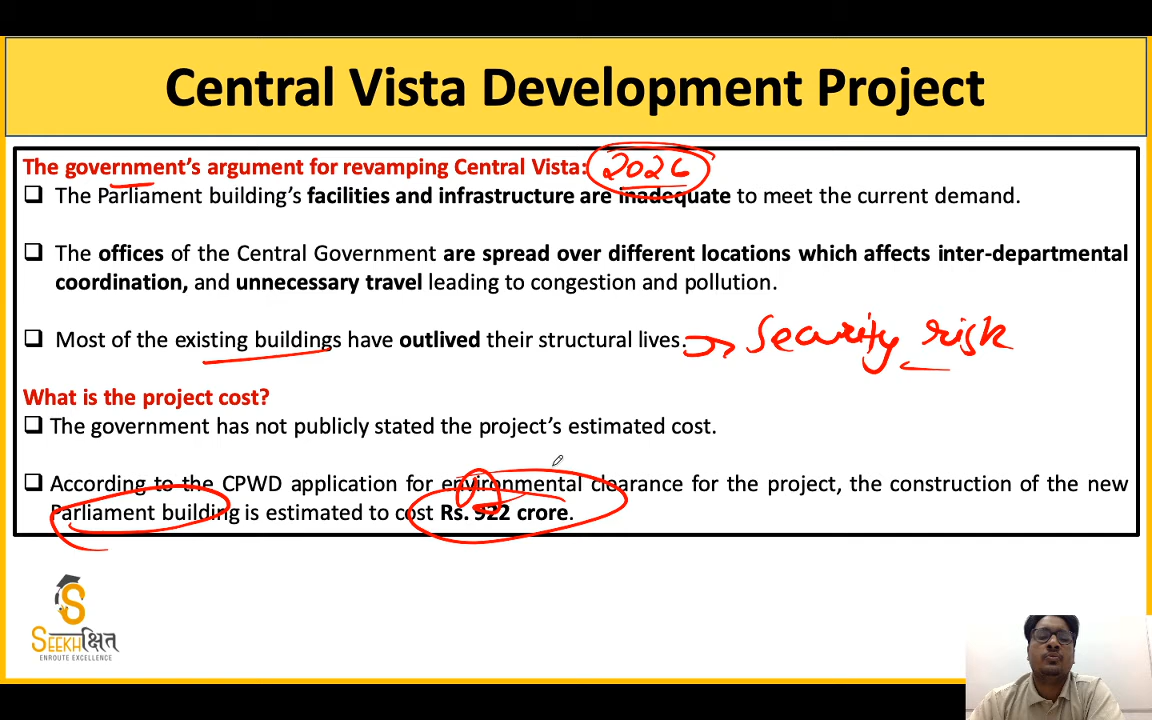 Central Vista Development Project
The government's argument for revamping Central Vista: 2026
The Parliament building's facilities and infrastructure are inadequate to meet the current demand.
The offices of the Central Government are spread over different locations which affects inter-departmental
coordination, and unnecessary travel leading to congestion and pollution.
Most of the existing buildings have outlived their structural lives. → Security risk
What is the project cost?
The government has not publicly stated the project's estimated cost.
According to the CPWD application for environmental clearance for the project, the construction of the new
Parliament building is estimated to cost Rs. 922 crore.
S
SEEKHक्षित
ENROUTE EXCELLENCE